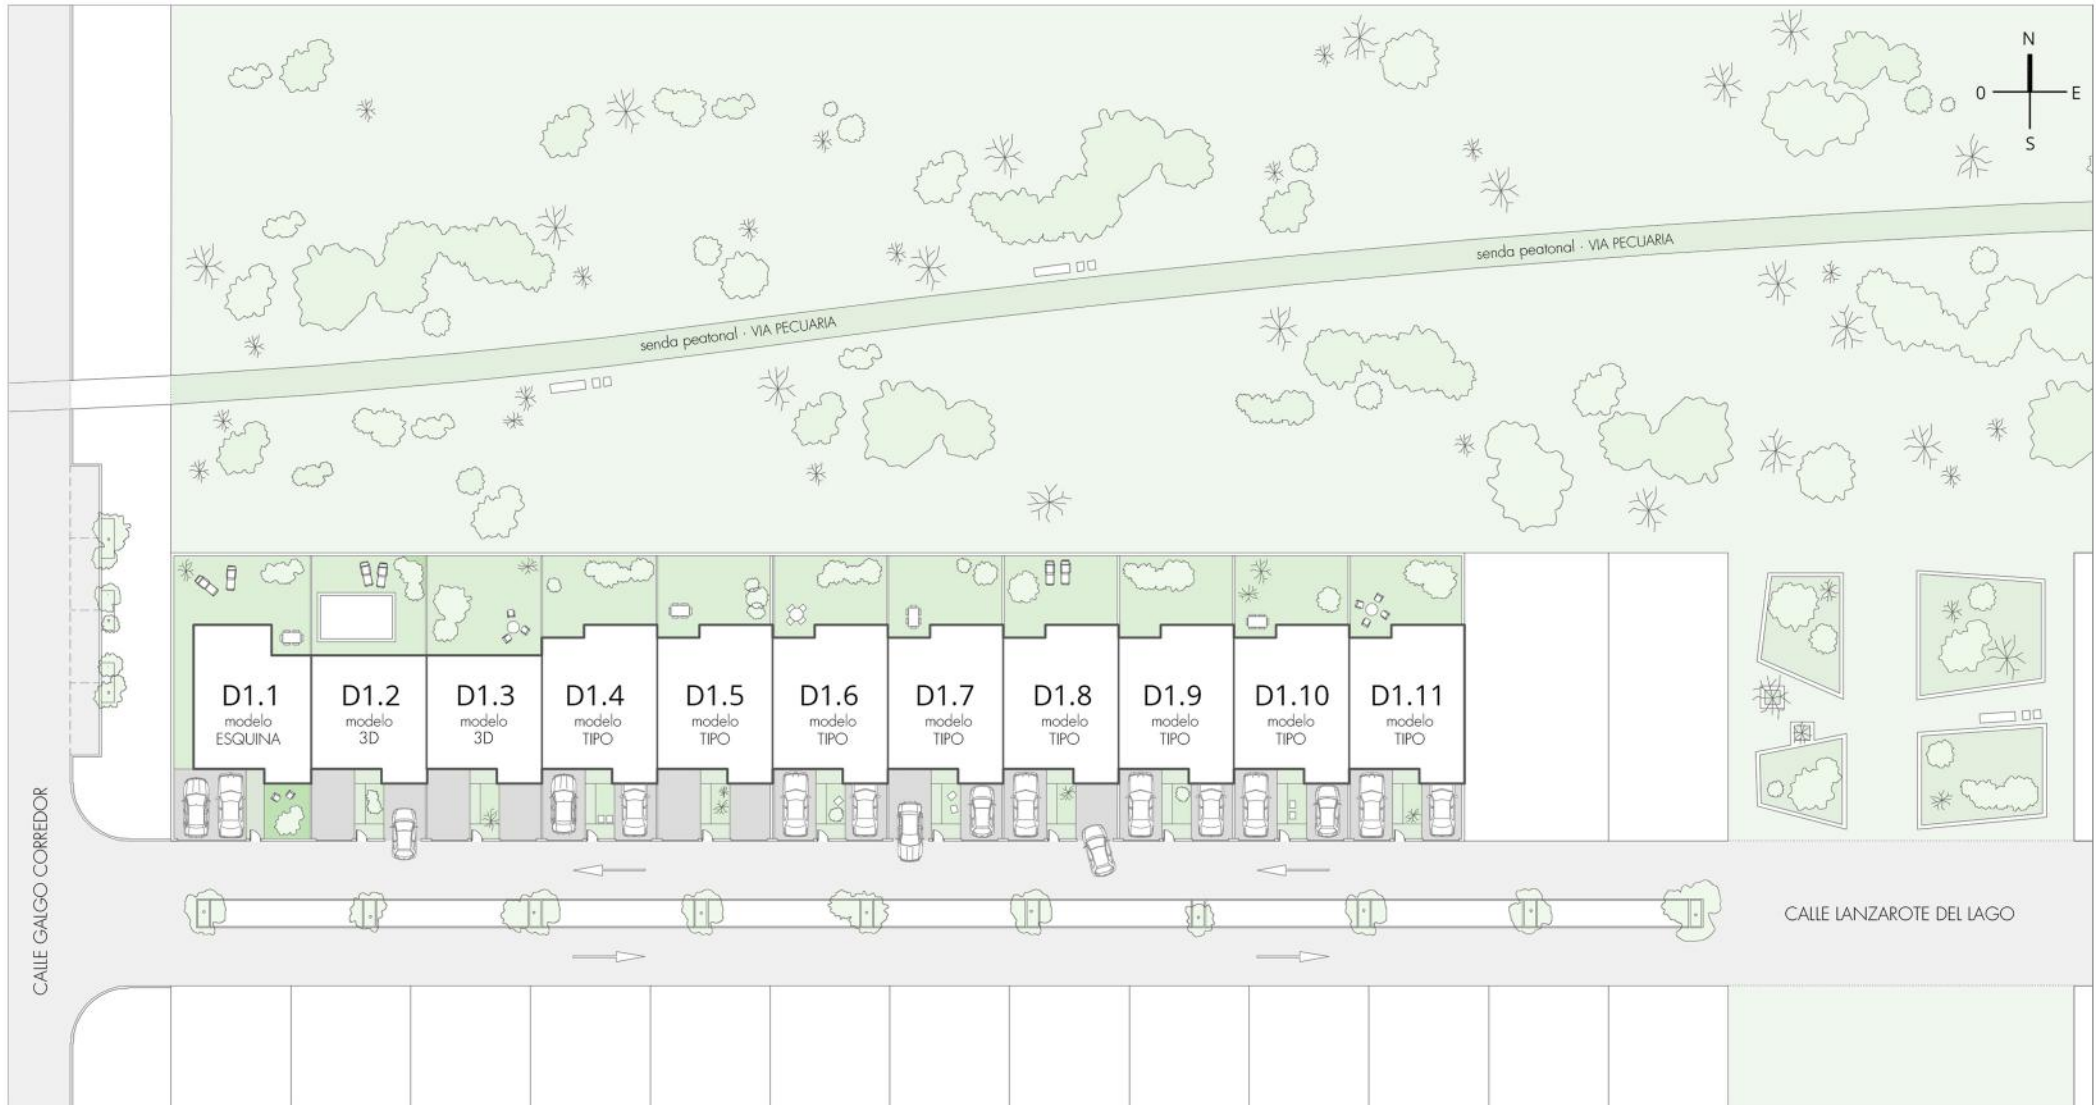 N
0 E
S
senda peatonal · VIA PECUARIA
senda peatonal · VIA PECUARIA
D1.1
modelo
ESQUINA
D1.2
modelo
3D
D1.3
modelo
3D
D1.4
modelo
TIPO
D1.5
modelo
TIPO
D1.6
modelo
TIPO
D1.7
modelo
TIPO
D1.8
modelo
TIPO
D1.9
modelo
TIPO
D1.10
modelo
TIPO
D1.11
modelo
TIPO
CALLE GALGO CORREDOR
CALLE LANZAROTE DEL LAGO